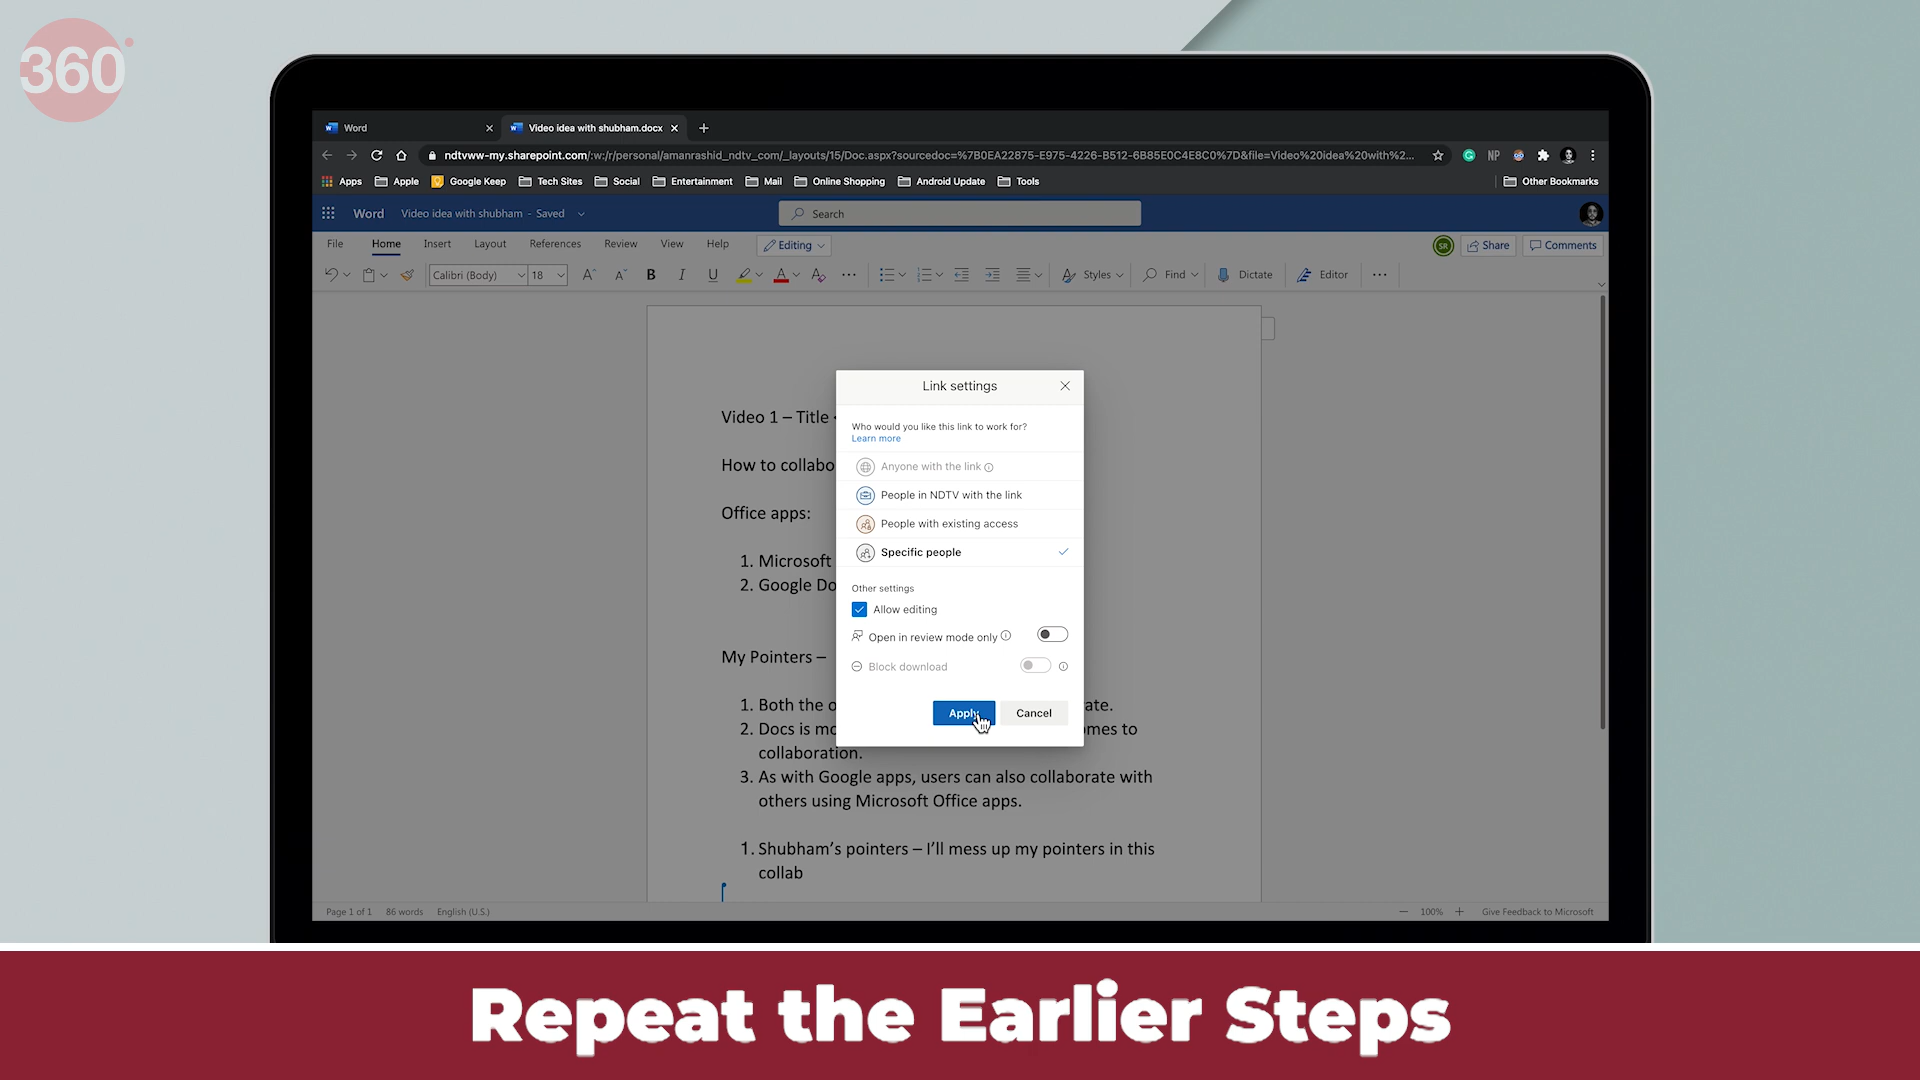 360°
Word
Video idea with shubham.docx
ndtvww-my.sharepoint.com/:w:/r/personal/amanrashid_ndtv_com/_layouts/15/Doc.aspx?sourcedoc=%7B0EA22875-E975-4226-B512-6B85E0C4E8C0%7D&file=Video%20idea%20with%2...
NP
Apps Apple Google Keep Tech Sites Social Entertainment Mail Online Shopping Android Update Tools Other Bookmarks
Word Video idea with shubham - Saved Search
File Home Insert Layout References Review View Help Editing SR Share Comments
Calibri (Body) 18 A A B I U A A Styles Find Dictate Editor
Link settings
Who would you like this link to work for?
Learn more
Anyone with the link
People in NDTV with the link
People with existing access
Specific people
Other settings
Allow editing
Open in review mode only
Block download
Apply Cancel
Video 1 – Title
How to collabo
Office apps:
1. Microsoft
2. Google Do
My Pointers –
1. Both the o ate.
2. Docs is mo mes to
collaboration.
3. As with Google apps, users can also collaborate with
others using Microsoft Office apps.
1. Shubham's pointers – I'll mess up my pointers in this
collab
Page 1 of 1 86 words English (U.S.) 100% Give Feedback to Microsoft
Repeat the Earlier Steps